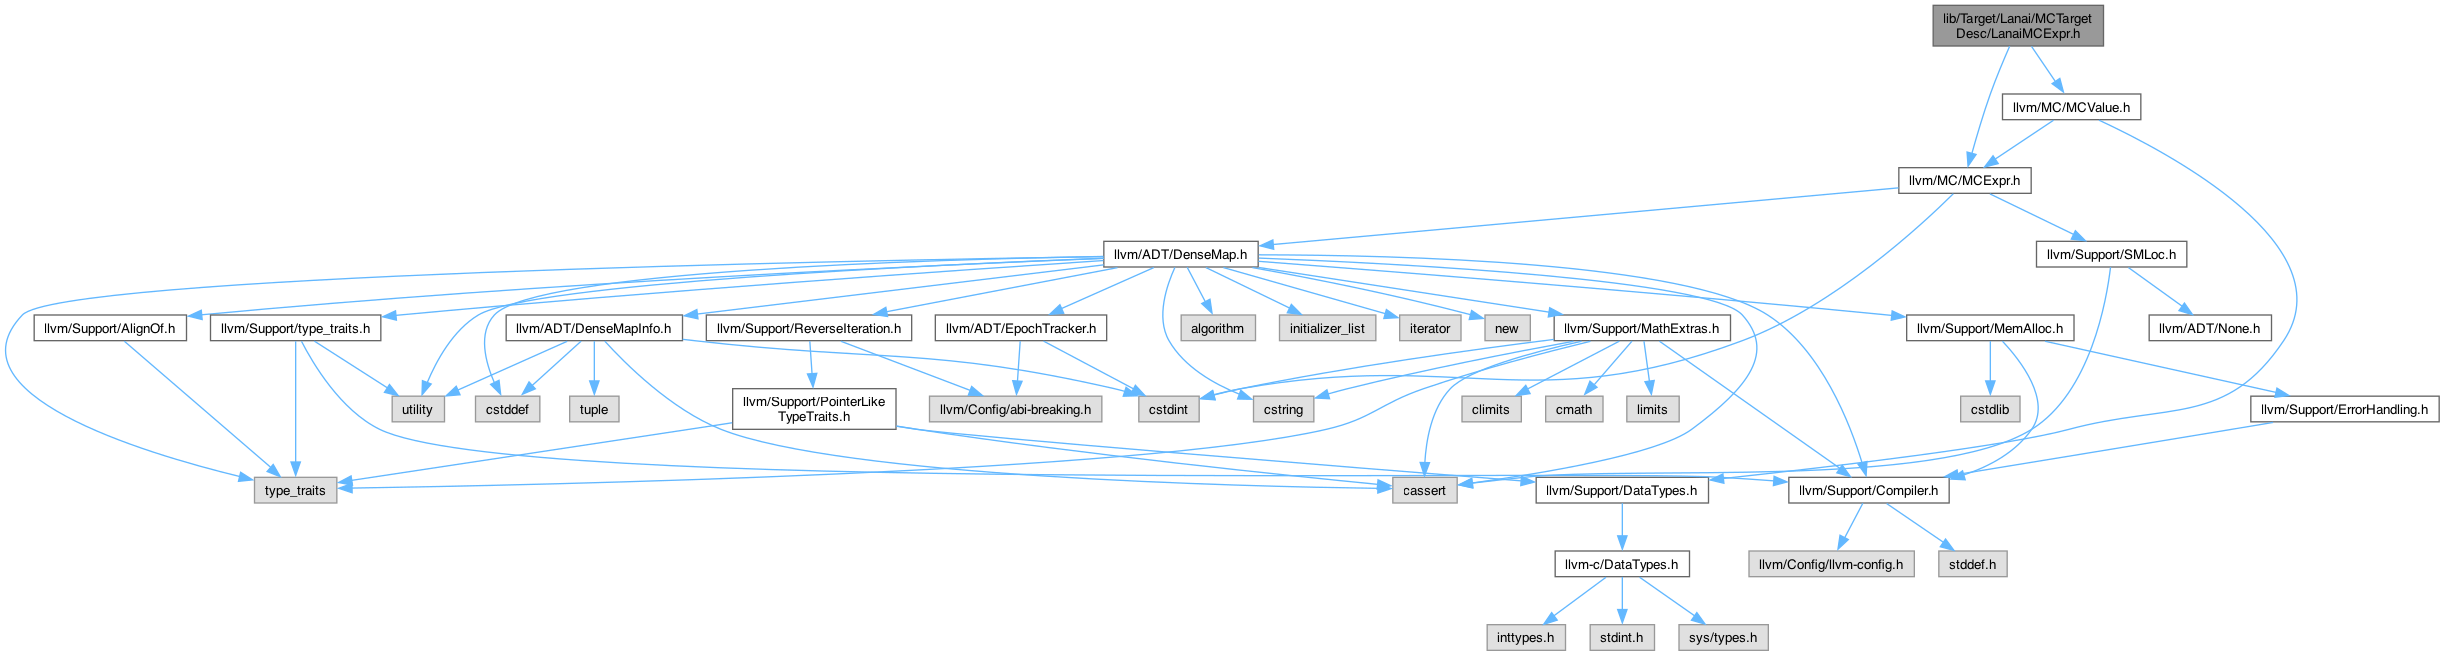 lib/Target/Lanai/MCTarget
Desc/LanaiMCExpr.h
llvm/MC/MCValue.h
llvm/MC/MCExpr.h
llvm/ADT/DenseMap.h
llvm/Support/SMLoc.h
llvm/Support/AlignOf.h
llvm/Support/type_traits.h
llvm/ADT/DenseMapInfo.h
llvm/Support/ReverseIteration.h
llvm/ADT/EpochTracker.h
algorithm
initializer_list
iterator
new
llvm/Support/MathExtras.h
llvm/Support/MemAlloc.h
llvm/ADT/None.h
utility
cstddef
tuple
llvm/Support/PointerLike
TypeTraits.h
llvm/Config/abi-breaking.h
cstdint
cstring
climits
cmath
limits
cstdlib
llvm/Support/ErrorHandling.h
type_traits
cassert
llvm/Support/DataTypes.h
llvm/Support/Compiler.h
llvm-c/DataTypes.h
llvm/Config/llvm-config.h
stddef.h
inttypes.h
stdint.h
sys/types.h